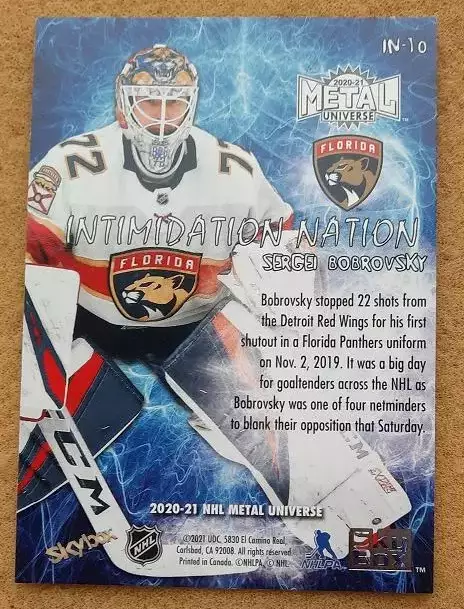 IN-10
2020-21
METAL
UNIVERSE
TM
FLORIDA
72
72
INTIMIDATION NATION
SERGEI BOBROVSKY
FLORIDA
Bobrovsky stopped 22 shots from
the Detroit Red Wings for his first
shutout in a Florida Panthers uniform
on Nov. 2, 2019. It was a big day
for goaltenders across the NHL as
Bobrovsky was one of four netminders
to blank their opposition that Saturday.
CCM
2020-21 NHL METAL UNIVERSE
skybox
NHL
©2021 UDC. 5830 El Camino Real,
Carlsbad, CA 92008. All rights reserved.
Printed in Canada. ©NHLPA. © NHL.
NHLPA
SKY
BOX
TM